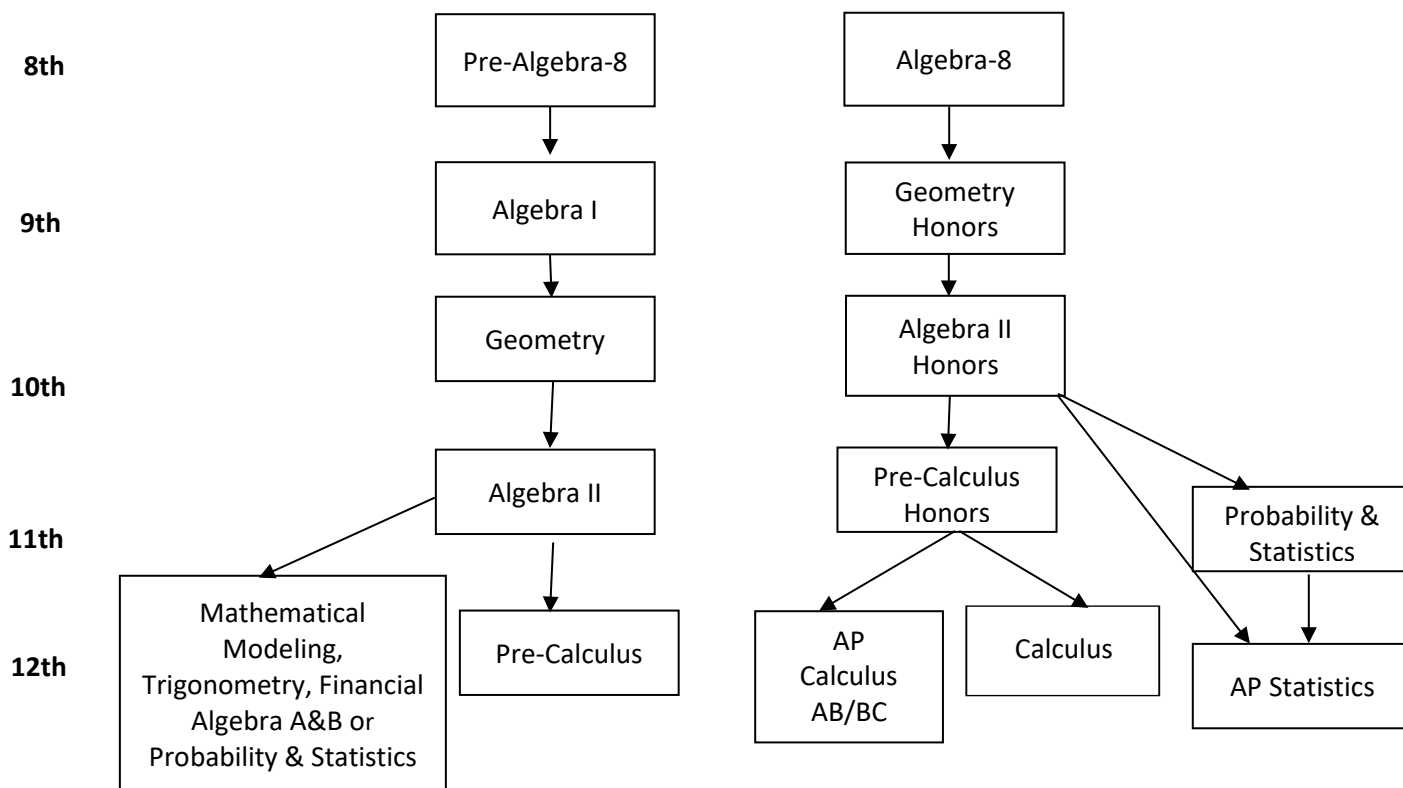 8th
Pre-Algebra-8
Algebra-8
9th
Algebra I
Geometry
Honors
Geometry
Algebra II
Honors
10th
Algebra II
Pre-Calculus
Honors
11th
Probability &
Statistics
Mathematical
Modeling,
Trigonometry, Financial
Algebra A&B or
Probability & Statistics
Pre-Calculus
12th
AP
Calculus
AB/BC
Calculus
AP Statistics